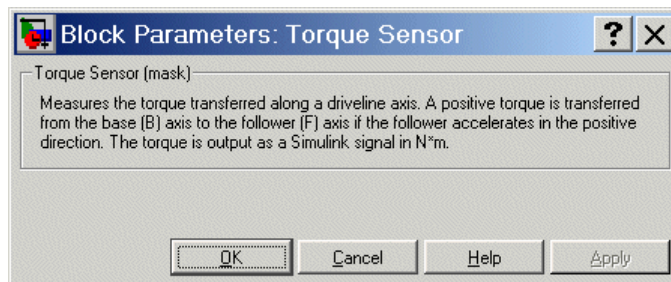 Block Parameters: Torque Sensor
? X
Torque Sensor (mask)
Measures the torque transferred along a driveline axis. A positive torque is transferred
from the base (B) axis to the follower (F) axis if the follower accelerates in the positive
direction. The torque is output as a Simulink signal in N*m.
OK Cancel Help Apply